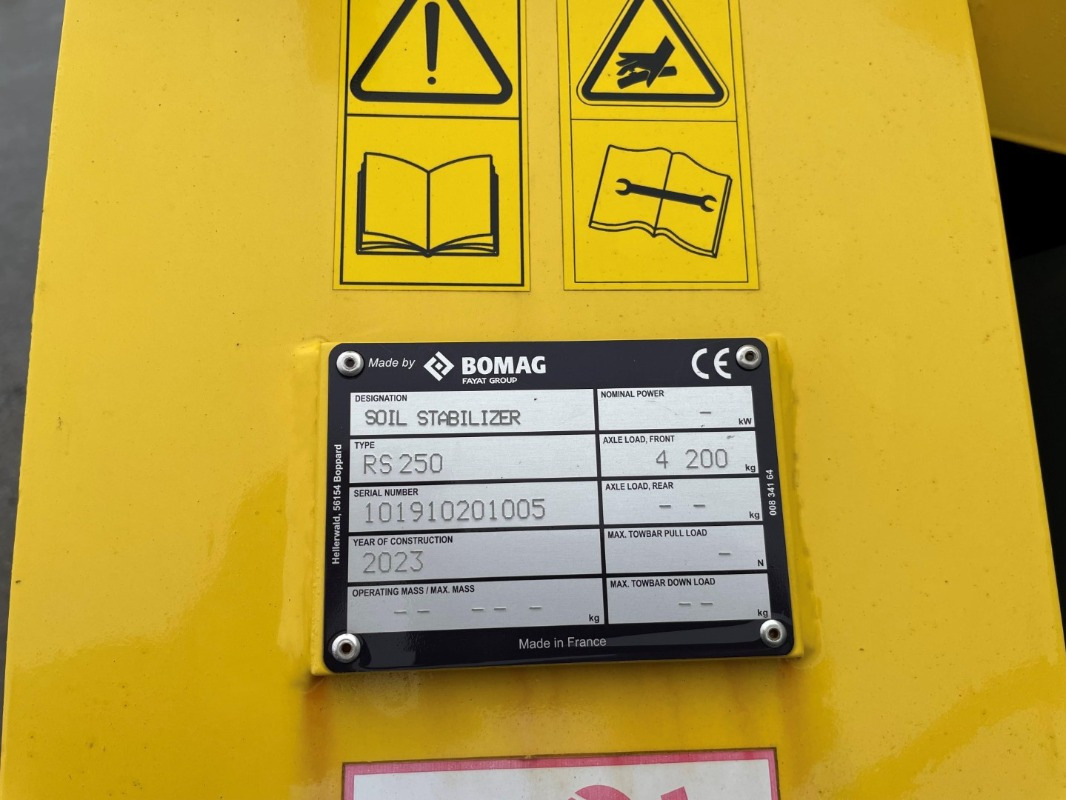 Made by BOMAG CE
FAYAT GROUP
DESIGNATION
SOIL STABILIZER
NOMINAL POWER
- kW
TYPE
RS 250
AXLE LOAD, FRONT
4 200 kg
SERIAL NUMBER
101910201005
AXLE LOAD, REAR
- - kg
YEAR OF CONSTRUCTION
2023
MAX. TOWBAR PULL LOAD
- N
OPERATING MASS / MAX. MASS
-- --- kg
MAX. TOWBAR DOWN LOAD
-- kg
Made in France
Hellerwald, 56154 Boppard
008 341 64